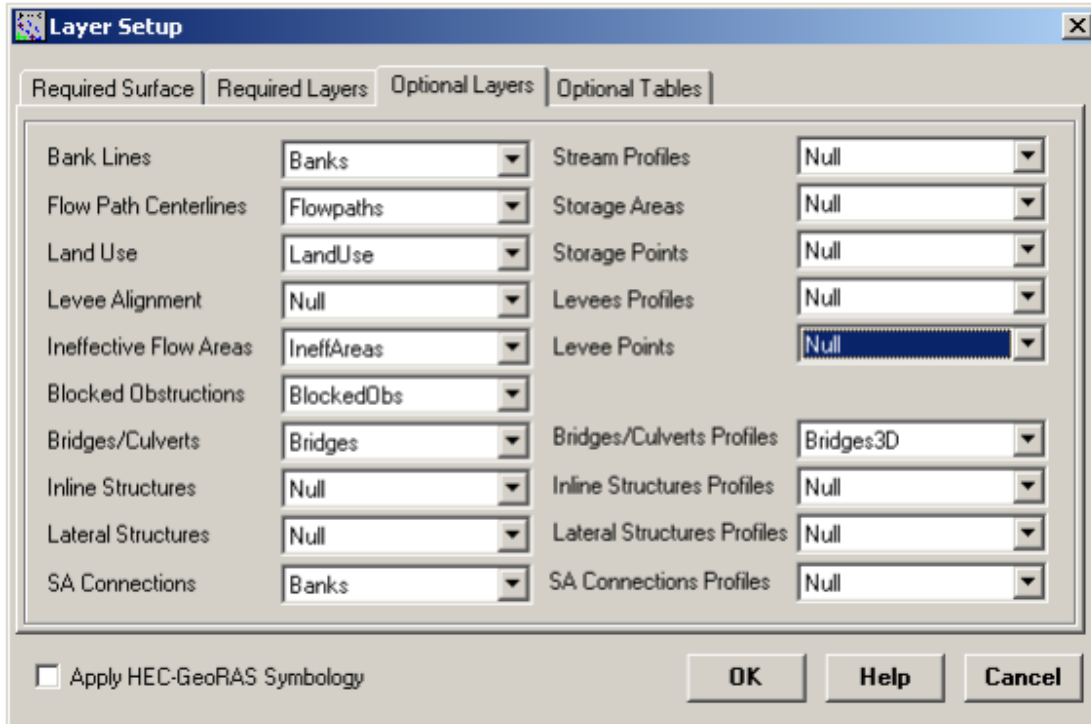 Layer Setup
Required Surface Required Layers Optional Layers Optional Tables
Bank Lines Banks Stream Profiles Null
Flow Path Centerlines Flowpaths Storage Areas Null
Land Use LandUse Storage Points Null
Levee Alignment Null Levees Profiles Null
Ineffective Flow Areas IneffAreas Levee Points Null
Blocked Obstructions BlockedObs
Bridges/Culverts Bridges Bridges/Culverts Profiles Bridges3D
Inline Structures Null Inline Structures Profiles Null
Lateral Structures Null Lateral Structures Profiles Null
SA Connections Banks SA Connections Profiles Null
Apply HEC-GeoRAS Symbology OK Help Cancel